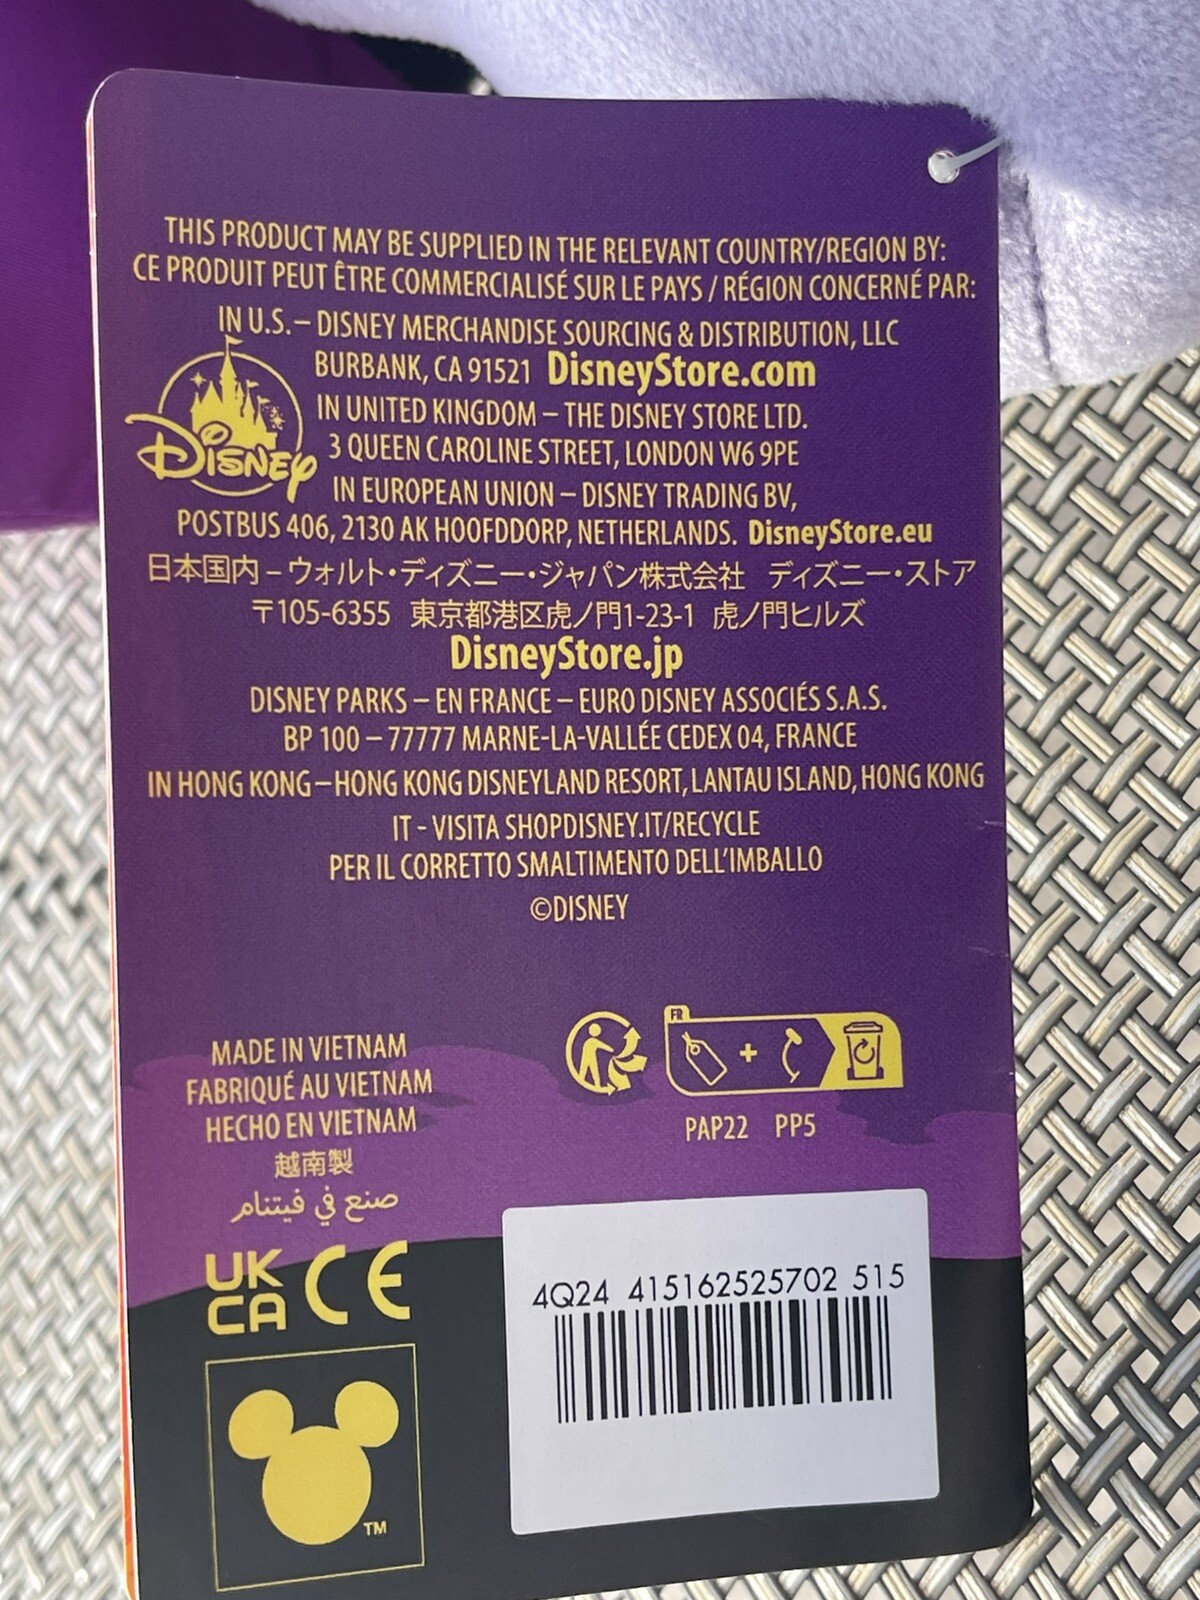 THIS PRODUCT MAY BE SUPPLIED IN THE RELEVANT COUNTRY/REGION BY:
CE PRODUIT PEUT ÊTRE COMMERCIALISÉ SUR LE PAYS / RÉGION CONCERNÉ PAR:
IN U.S. – DISNEY MERCHANDISE SOURCING & DISTRIBUTION, LLC
BURBANK, CA 91521 DisneyStore.com
IN UNITED KINGDOM – THE DISNEY STORE LTD.
3 QUEEN CAROLINE STREET, LONDON W6 9PE
DISNEY
IN EUROPEAN UNION – DISNEY TRADING BV,
POSTBUS 406, 2130 AK HOOFDDORP, NETHERLANDS. DisneyStore.eu
日本国内 – ウォルト・ディズニー・ジャパン株式会社 ディズニー・ストア
〒105-6355 東京都港区虎ノ門1-23-1 虎ノ門ヒルズ
DisneyStore.jp
DISNEY PARKS – EN FRANCE – EURO DISNEY ASSOCIÉS S.A.S.
BP 100 – 77777 MARNE-LA-VALLÉE CEDEX 04, FRANCE
IN HONG KONG – HONG KONG DISNEYLAND RESORT, LANTAU ISLAND, HONG KONG
IT - VISITA SHOPDISNEY.IT/RECYCLE
PER IL CORRETTO SMALTIMENTO DELL'IMBALLO
©DISNEY
MADE IN VIETNAM
FABRIQUÉ AU VIETNAM
HECHO EN VIETNAM
越南製
صنع في فيتنام
FR
+
PAP22 PP5
UK
CA
CE
4Q24 415162525702 515
TM